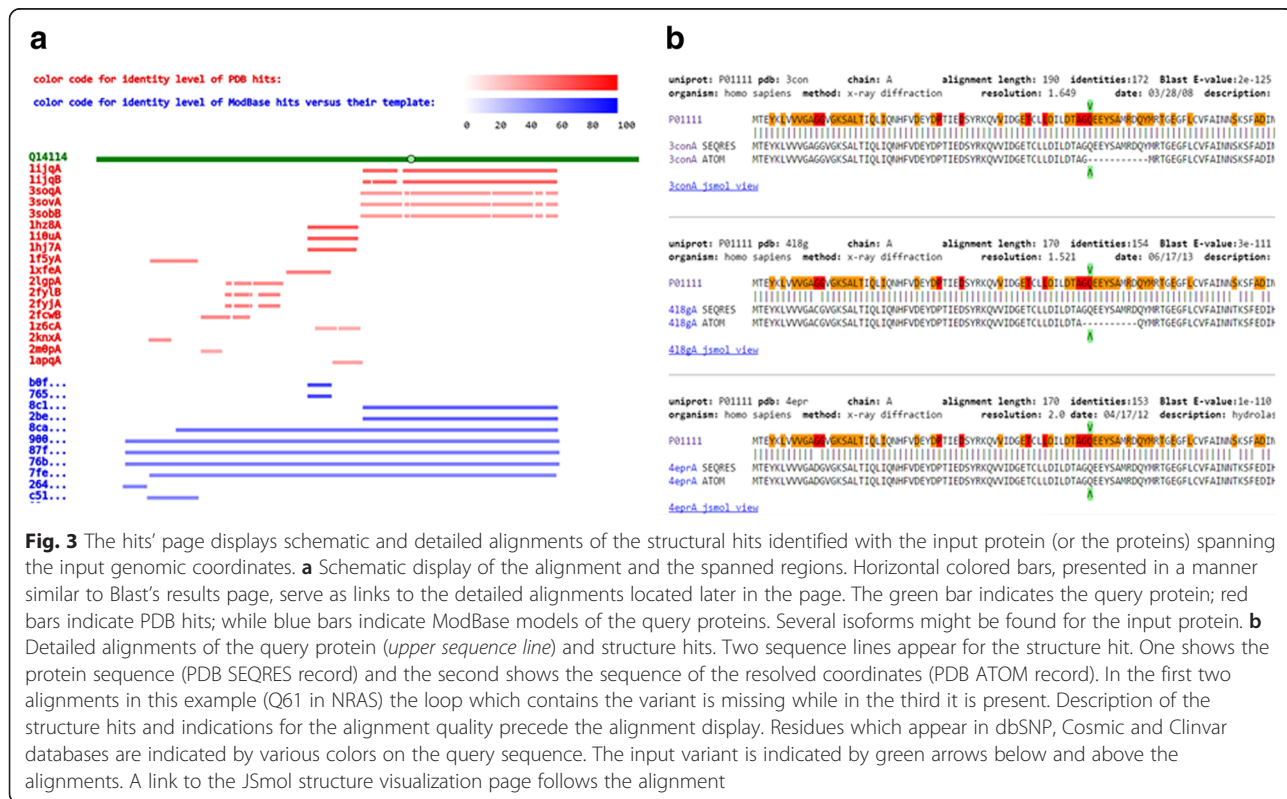 a
color code for identity level of PDB hits:
color code for identity level of ModBase hits versus their template:
0 20 40 60 80 100
Q14114
1ijqA
1ijqB
3soqA
3sovA
3sobB
1hz8A
1i0uA
1hj7A
1f5yA
1xfeA
2lgpA
2fylB
2fyjA
2fcwB
1z6cA
2knxA
2m0pA
1apqA
b0f...
765...
8c1...
2be...
8ca...
900...
87f...
76b...
7fe...
264...
c51...
b
uniprot: P01111 pdb: 3con chain: A alignment length: 190 identities:172 Blast E-value:2e-125
organism: homo sapiens method: x-ray diffraction resolution: 1.649 date: 03/28/08 description:
V
P01111 MTEYKLVVVGAGGVGKSALTIQLIQNHFVDEYDPTIEDSYRKQVVIDGETCLLDILDTAGQEEYSAMRDQYMRTGEGFLCVFAINNSKSFADIN
3conA SEQRES MTEYKLVVVGAGGVGKSALTIQLIQNHFVDEYDPTIEDSYRKQVVIDGETCLLDILDTAGQEEYSAMRDQYMRTGEGFLCVFAINNSKSFADIN
3conA ATOM MTEYKLVVVGAGGVGKSALTIQLIQNHFVDEYDPTIEDSYRKQVVIDGETCLLDILDTAG-----------MRTGEGFLCVFAINNSKSFADIN
Λ
3conA jsmol view
uniprot: P01111 pdb: 4l8g chain: A alignment length: 170 identities:154 Blast E-value:3e-111
organism: homo sapiens method: x-ray diffraction resolution: 1.521 date: 06/17/13 description:
V
P01111 MTEYKLVVVGAGGVGKSALTIQLIQNHFVDEYDPTIEDSYRKQVVIDGETCLLDILDTAGQEEYSAMRDQYMRTGEGFLCVFAINNSKSFADIN
4l8gA SEQRES MTEYKLVVVGACGVGKSALTIQLIQNHFVDEYDPTIEDSYRKQVVIDGETCLLDILDTAGQEEYSAMRDQYMRTGEGFLCVFAINNTKSFEDIH
4l8gA ATOM MTEYKLVVVGACGVGKSALTIQLIQNHFVDEYDPTIEDSYRKQVVIDGETCLLDILDTA----------QYMRTGEGFLCVFAINNTKSFEDIH
Λ
4l8gA jsmol view
uniprot: P01111 pdb: 4epr chain: A alignment length: 170 identities:153 Blast E-value:1e-110
organism: homo sapiens method: x-ray diffraction resolution: 2.0 date: 04/17/12 description: hydrolas
V
P01111 MTEYKLVVVGAGGVGKSALTIQLIQNHFVDEYDPTIEDSYRKQVVIDGETCLLDILDTAGQEEYSAMRDQYMRTGEGFLCVFAINNSKSFADIN
4eprA SEQRES MTEYKLVVVGADGVGKSALTIQLIQNHFVDEYDPTIEDSYRKQVVIDGETCLLDILDTAGQEEYSAMRDQYMRTGEGFLCVFAINNTKSFEDIH
4eprA ATOM MTEYKLVVVGADGVGKSALTIQLIQNHFVDEYDPTIEDSYRKQVVIDGETCLLDILDTAGQEEYSAMRDQYMRTGEGFLCVFAINNTKSFEDIH
Λ
4eprA jsmol view
Fig. 3 The hits' page displays schematic and detailed alignments of the structural hits identified with the input protein (or the proteins) spanning
the input genomic coordinates. a Schematic display of the alignment and the spanned regions. Horizontal colored bars, presented in a manner
similar to Blast's results page, serve as links to the detailed alignments located later in the page. The green bar indicates the query protein; red
bars indicate PDB hits; while blue bars indicate ModBase models of the query proteins. Several isoforms might be found for the input protein. b
Detailed alignments of the query protein (upper sequence line) and structure hits. Two sequence lines appear for the structure hit. One shows the
protein sequence (PDB SEQRES record) and the second shows the sequence of the resolved coordinates (PDB ATOM record). In the first two
alignments in this example (Q61 in NRAS) the loop which contains the variant is missing while in the third it is present. Description of the
structure hits and indications for the alignment quality precede the alignment display. Residues which appear in dbSNP, Cosmic and Clinvar
databases are indicated by various colors on the query sequence. The input variant is indicated by green arrows below and above the
alignments. A link to the JSmol structure visualization page follows the alignment